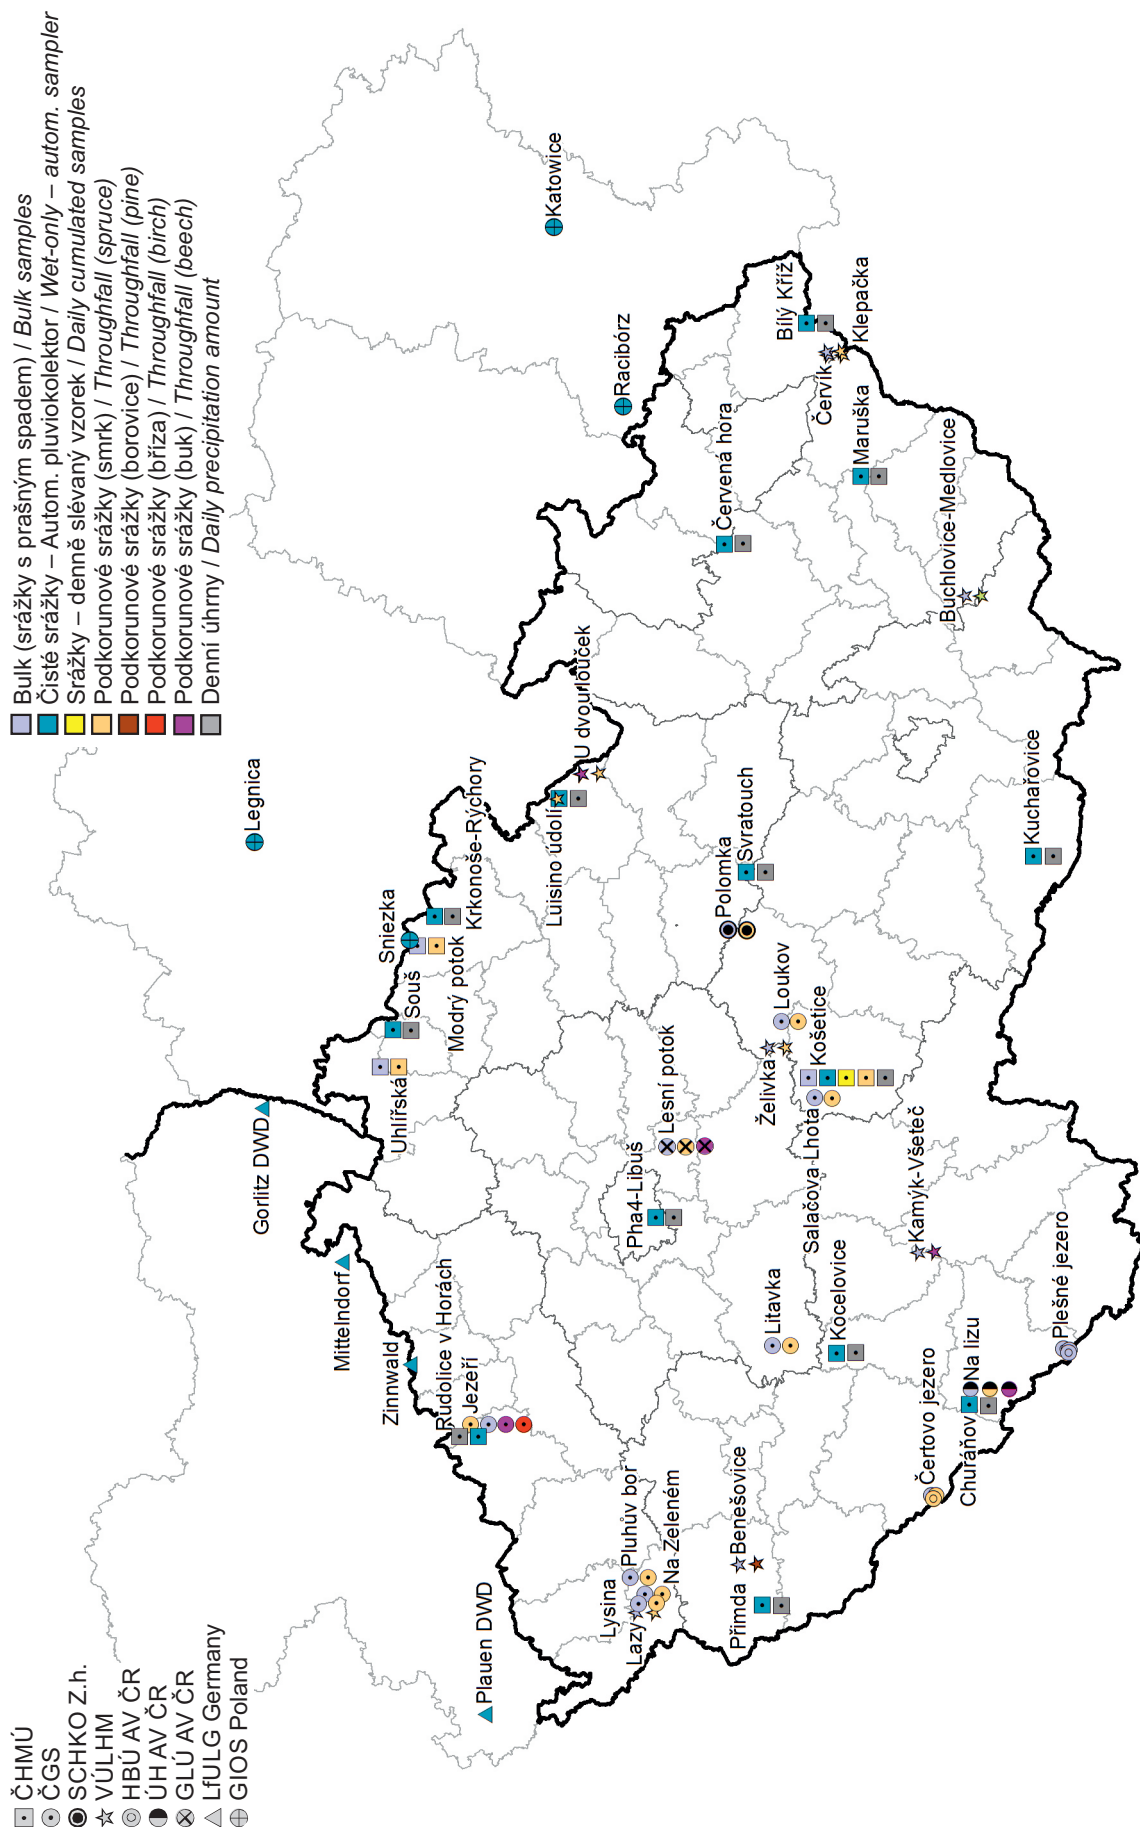 ČHMÚ
ČGS
SCHKO Z.h.
VÚLHM
HBÚ AV ČR
ÚH AV ČR
GLÚ AV ČR
LfULG Germany
GIOS Poland
Bulk (srážky s prašným spadem) / Bulk samples
Čisté srážky – Autom. pluviokolektor / Wet-only – autom. sampler
Srážky – denně slévaný vzorek / Daily cumulated samples
Podkorunové srážky (smrk) / Throughfall (spruce)
Podkorunové srážky (borovice) / Throughfall (pine)
Podkorunové srážky (bříza) / Throughfall (birch)
Podkorunové srážky (buk) / Throughfall (beech)
Denní úhrny / Daily precipitation amount
Legnica
Gorlitz DWD
Mittelndorf
Zinnwald
Sniezka
Souš
Uhlířská
Modrý potok
Krkonoše-Rýchory
Rudolice v Horách
Jezeří
Plauen DWD
Katowice
Racibórz
Luisino údolí
U dvourlouček
Lysina
Lazy
Pluhův bor
Na Zeleném
Pha4-Libuš
Lesní potok
Polomka
Svratouch
Červená hora
Bílý Kříž
Červík
Klepačka
Maruška
Přimda
Benešovice
Litavka
Kocelovice
Salačova Lhota
Želivka
Loukov
Košetice
Buchlovice-Medlovice
Kamýk-Všeteč
Čertovo jezero
Churáňov
Na lizu
Plešné jezero
Kuchařovice